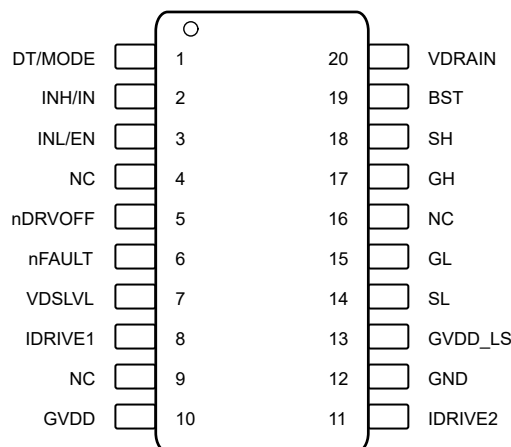 DT/MODE 1 20 VDRAIN
INH/IN 2 19 BST
INL/EN 3 18 SH
NC 4 17 GH
nDRVOFF 5 16 NC
nFAULT 6 15 GL
VDSLVL 7 14 SL
IDRIVE1 8 13 GVDD_LS
NC 9 12 GND
GVDD 10 11 IDRIVE2